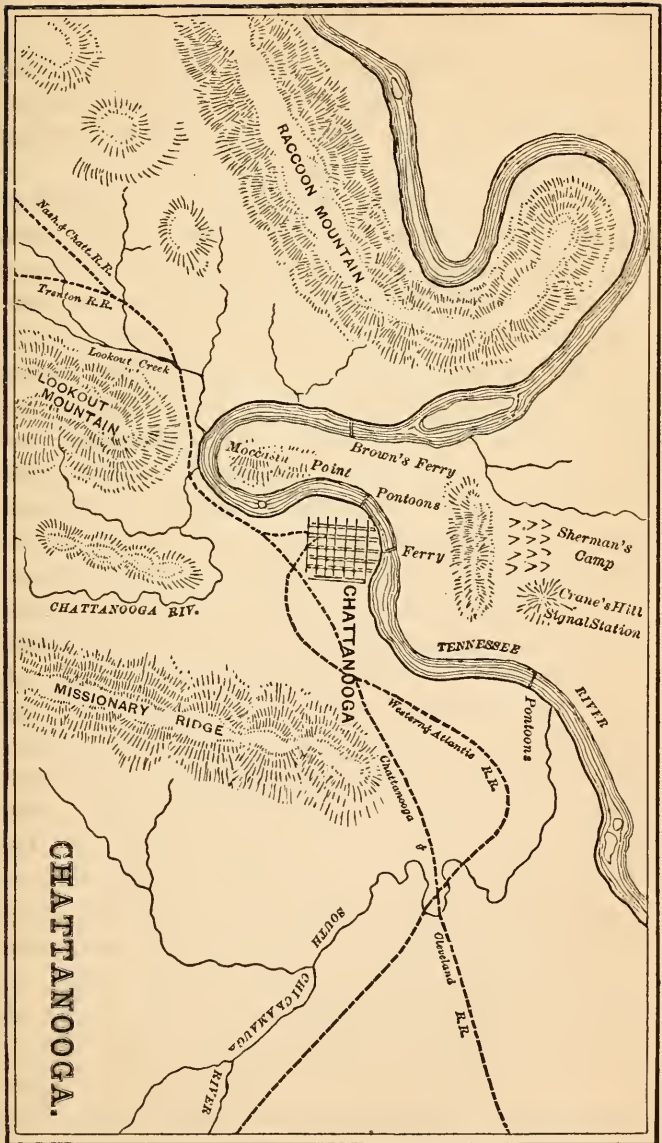 RACCOON MOUNTAIN
Nash. & Chatt. R.R.
Trenton R.R.
Lookout Creek
LOOKOUT
MOUNTAIN
Moccasin
Point
Brown's Ferry
Pontoons
Ferry
Sherman's
Camp
Crane's Hill
Signal Station
CHATTANOOGA RIV.
CHATTANOOGA
TENNESSEE
RIVER
Pontoons
MISSIONARY RIDGE
Western & Atlantic R.R.
Chattanooga & Cleveland R.R.
SOUTH CHICKAMAUGA RIVER
CHATTANOOGA.